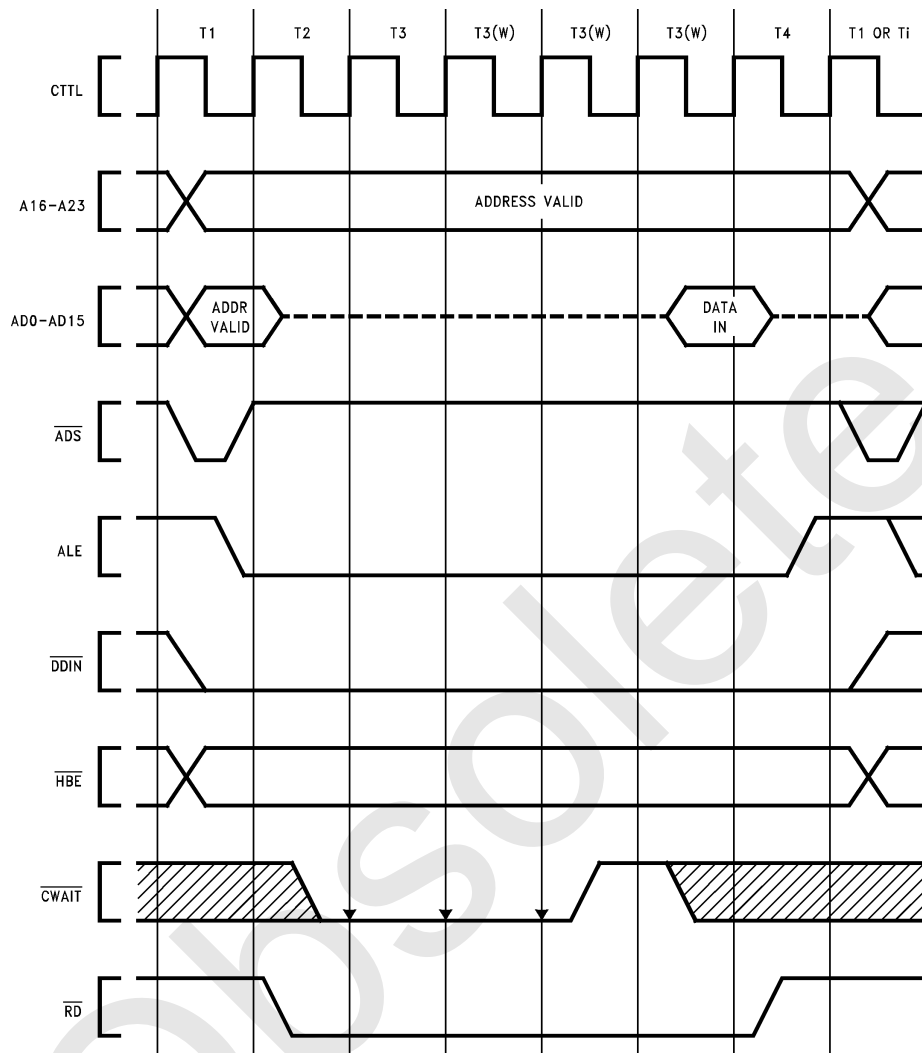 T1 T2 T3 T3(W) T3(W) T3(W) T4 T1 OR Ti
CTTL
A16-A23
ADDRESS VALID
AD0-AD15
ADDR
VALID
DATA
IN
ADS
ALE
DDIN
HBE
CWAIT
RD
Obsolete